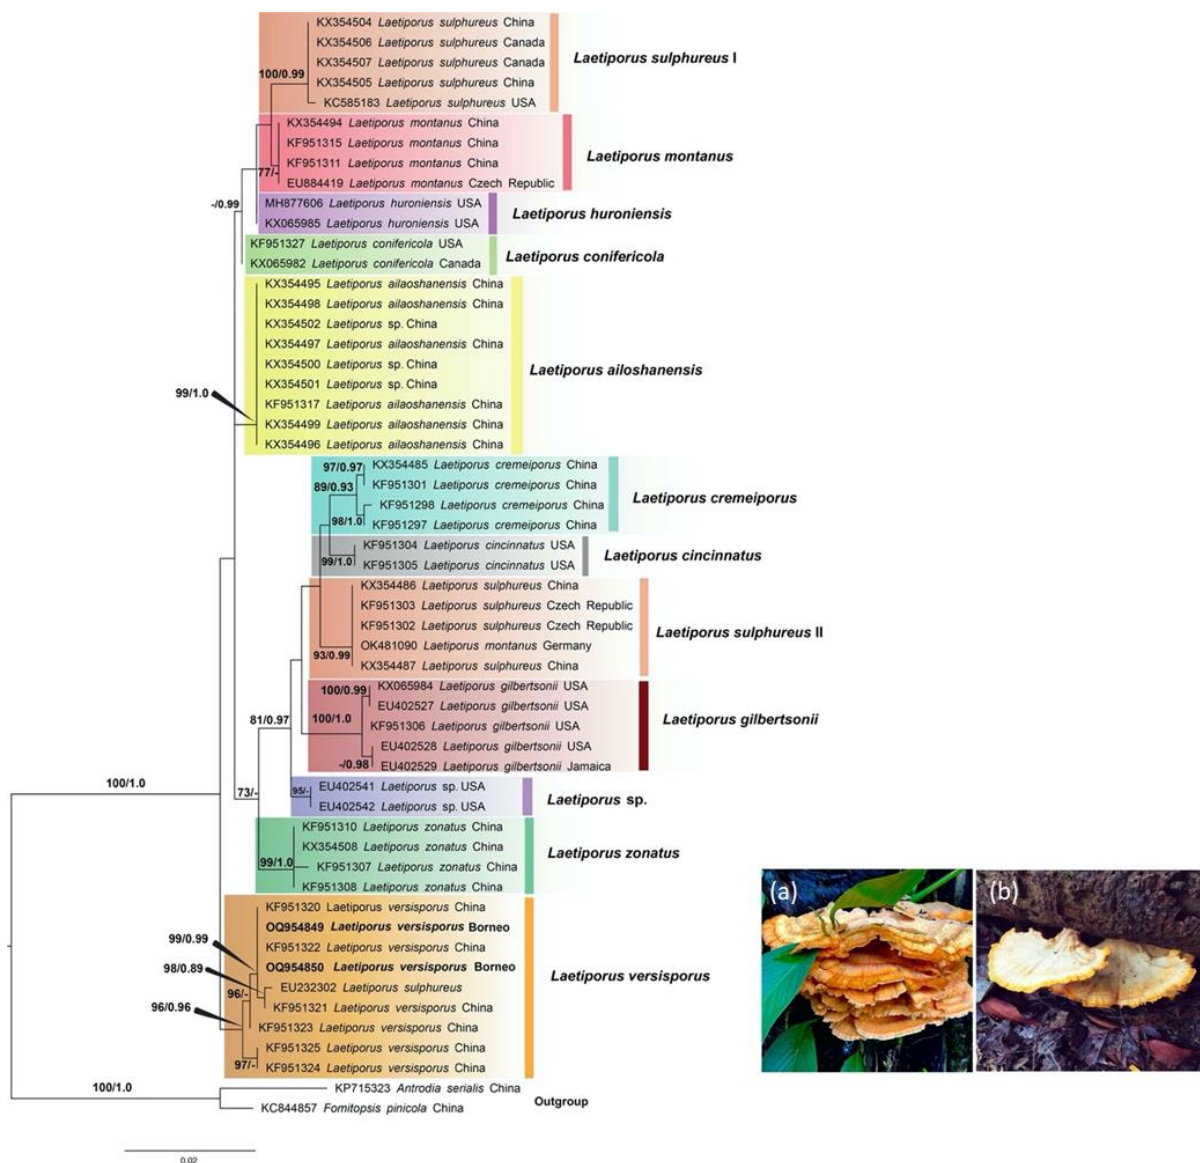 KX354504 Laetiporus sulphureus China
KX354506 Laetiporus sulphureus Canada
Laetiporus sulphureus I
KX354507 Laetiporus sulphureus Canada
100/0.99
KX354505 Laetiporus sulphureus China
KC585183 Laetiporus sulphureus USA
KX354494 Laetiporus montanus China
KF951315 Laetiporus montanus China
Laetiporus montanus
KF951311 Laetiporus montanus China
77/-
EU884419 Laetiporus montanus Czech Republic
-/0.99
MH877606 Laetiporus huroniensis USA
Laetiporus huroniensis
KX065985 Laetiporus huroniensis USA
KF951327 Laetiporus conifericola USA
Laetiporus conifericola
KX065982 Laetiporus conifericola Canada
KX354495 Laetiporus ailaoshanensis China
KX354498 Laetiporus ailaoshanensis China
KX354502 Laetiporus sp. China
KX354497 Laetiporus ailaoshanensis China
KX354500 Laetiporus sp. China
Laetiporus ailoshanensis
KX354501 Laetiporus sp. China
99/1.0
KF951317 Laetiporus ailaoshanensis China
KX354499 Laetiporus ailaoshanensis China
KX354496 Laetiporus ailaoshanensis China
97/0.97
KX354485 Laetiporus cremeiporus China
89/0.93
KF951301 Laetiporus cremeiporus China
Laetiporus cremeiporus
KF951298 Laetiporus cremeiporus China
98/1.0
KF951297 Laetiporus cremeiporus China
KF951304 Laetiporus cincinnatus USA
Laetiporus cincinnatus
99/1.0
KF951305 Laetiporus cincinnatus USA
KX354486 Laetiporus sulphureus China
KF951303 Laetiporus sulphureus Czech Republic
KF951302 Laetiporus sulphureus Czech Republic
Laetiporus sulphureus II
OK481090 Laetiporus montanus Germany
93/0.99
KX354487 Laetiporus sulphureus China
100/0.99
KX065984 Laetiporus gilbertsonii USA
EU402527 Laetiporus gilbertsonii USA
100/1.0
81/0.97
KF951306 Laetiporus gilbertsonii USA
Laetiporus gilbertsonii
EU402528 Laetiporus gilbertsonii USA
-/0.98
EU402529 Laetiporus gilbertsonii Jamaica
100/1.0
73/-
95/-
EU402541 Laetiporus sp. USA
Laetiporus sp.
EU402542 Laetiporus sp. USA
KF951310 Laetiporus zonatus China
KX354508 Laetiporus zonatus China
Laetiporus zonatus
99/1.0
KF951307 Laetiporus zonatus China
KF951308 Laetiporus zonatus China
KF951320 Laetiporus versisporus China
OQ954849 Laetiporus versisporus Borneo
99/0.99
KF951322 Laetiporus versisporus China
98/0.89
OQ954850 Laetiporus versisporus Borneo
Laetiporus versisporus
96/-
EU232302 Laetiporus sulphureus
96/0.96
KF951321 Laetiporus versisporus China
KF951323 Laetiporus versisporus China
KF951325 Laetiporus versisporus China
97/-
KF951324 Laetiporus versisporus China
100/1.0
KP715323 Antrodia serialis China
Outgroup
KC844857 Fomitopsis pinicola China
0.02
(a)
(b)